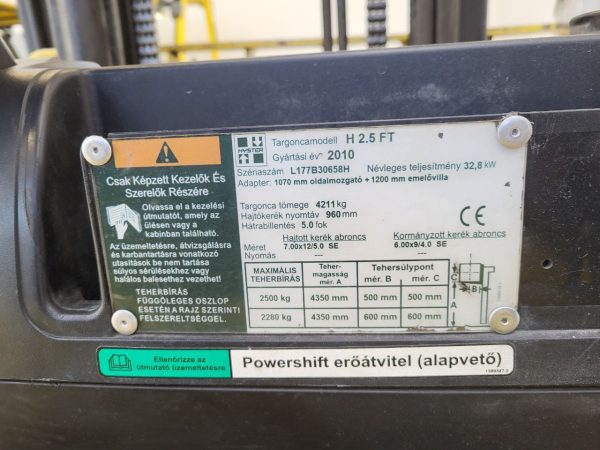 Csak Képzett Kezelők És
Szerelők Részére
Olvassa el a kezelési
útmutatót, amely az
ülésen vagy a
kabinban található.
Az üzemeltetésre, átvizsgálásra
és karbantartásra vonatkozó
utasítások be nem tartása
súlyos sérülésekhez vagy
halálos balesethez vezethet!
TEHERBÍRÁS
FÜGGŐLEGES OSZLOP
ESETÉN A RAJZ SZERINTI
FELSZERELTSÉGGEL.
HYSTER
Targoncamodell H 2.5 FT
Gyártási év 2010
Szériaszám L177B30658H Névleges teljesítmény 32,8 kW
Adapter: 1070 mm oldalmozgató + 1200 mm emelővilla
Targonca tömege 4211 kg
Hajtókerék nyomtáv 960 mm
Hátrabillentés 5.0 fok
CE
Hajtott kerék abroncs Kormányzott kerék abroncs
Méret 7.00x12/5.0 SE 6.00x9/4.0 SE
Nyomás --- ---
MAXIMÁLIS TEHERBÍRÁS Teher-magasság mér. A Tehersúlypont mér. B mér. C
2500 kg 4350 mm 500 mm 500 mm
2280 kg 4350 mm 600 mm 600 mm
C
B
A
Ellenőrizze az
útmutató üzemeltetésre
Powershift erőátvitel (alapvető)